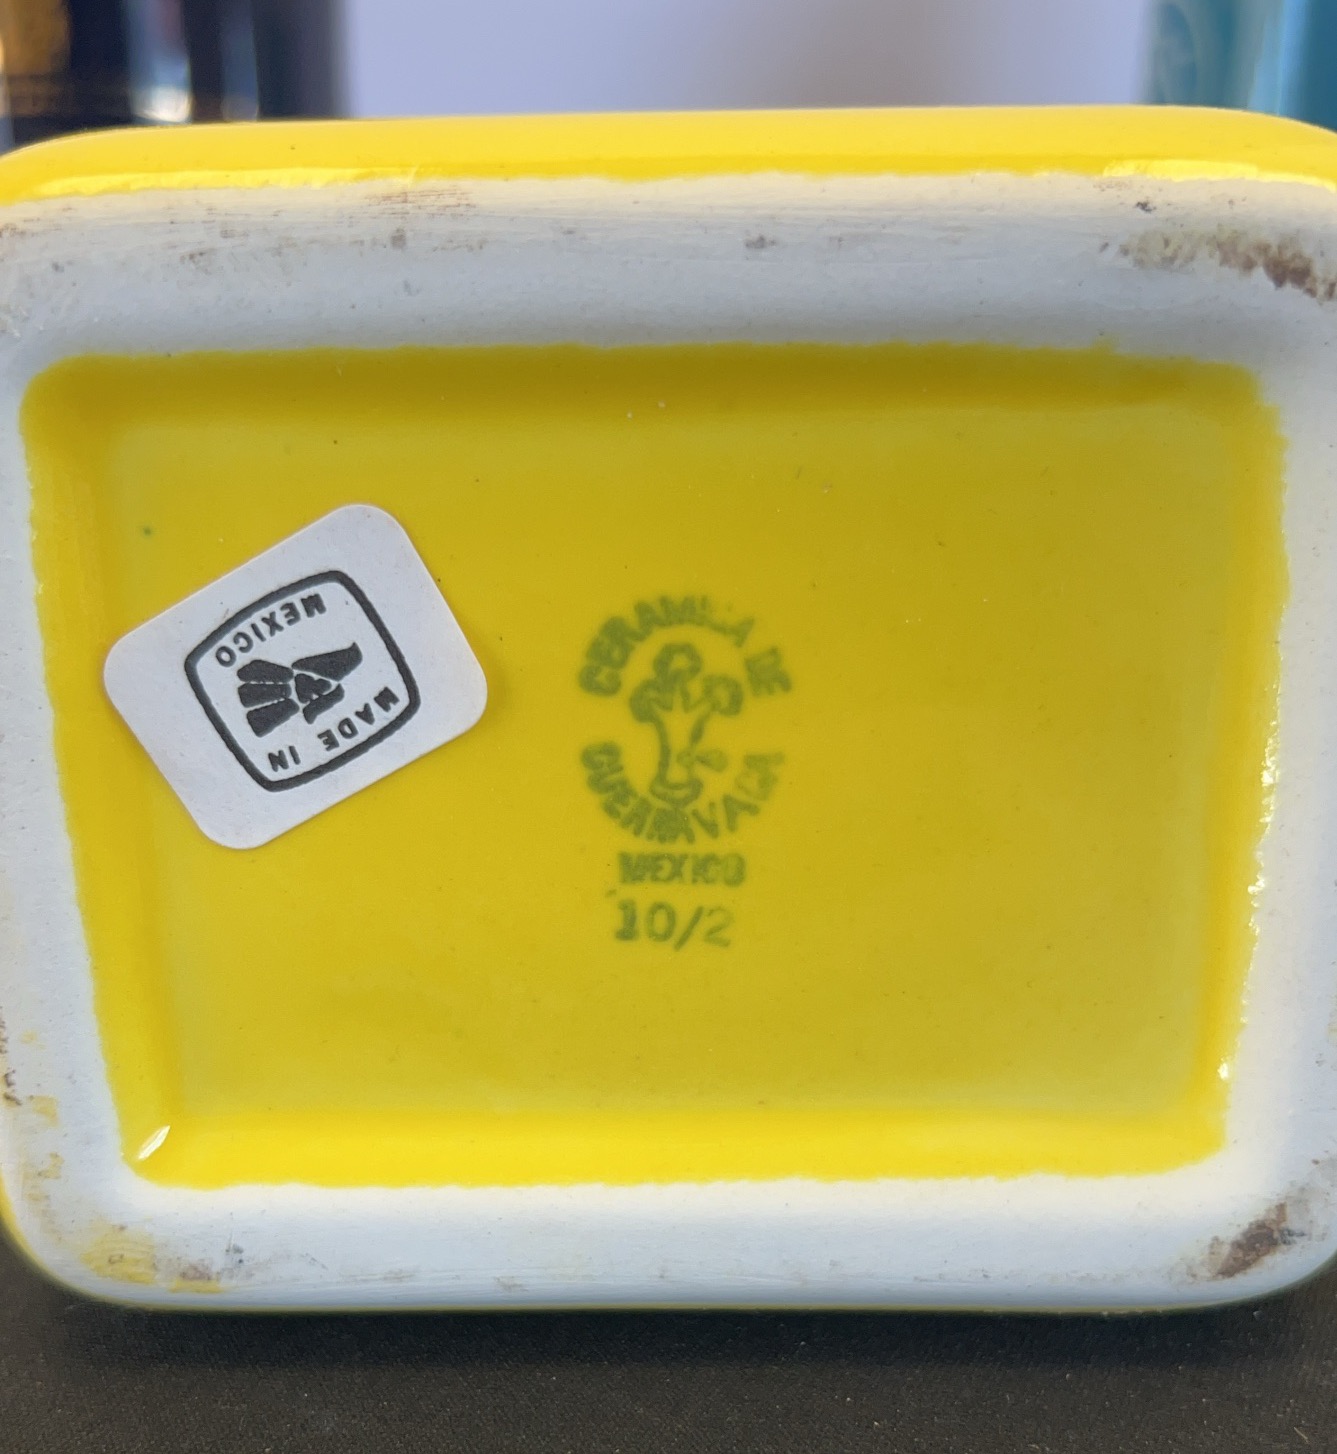 CERAMICA DE
CUERNAVACA
MEXICO
10/2
MADE IN
MEXICO